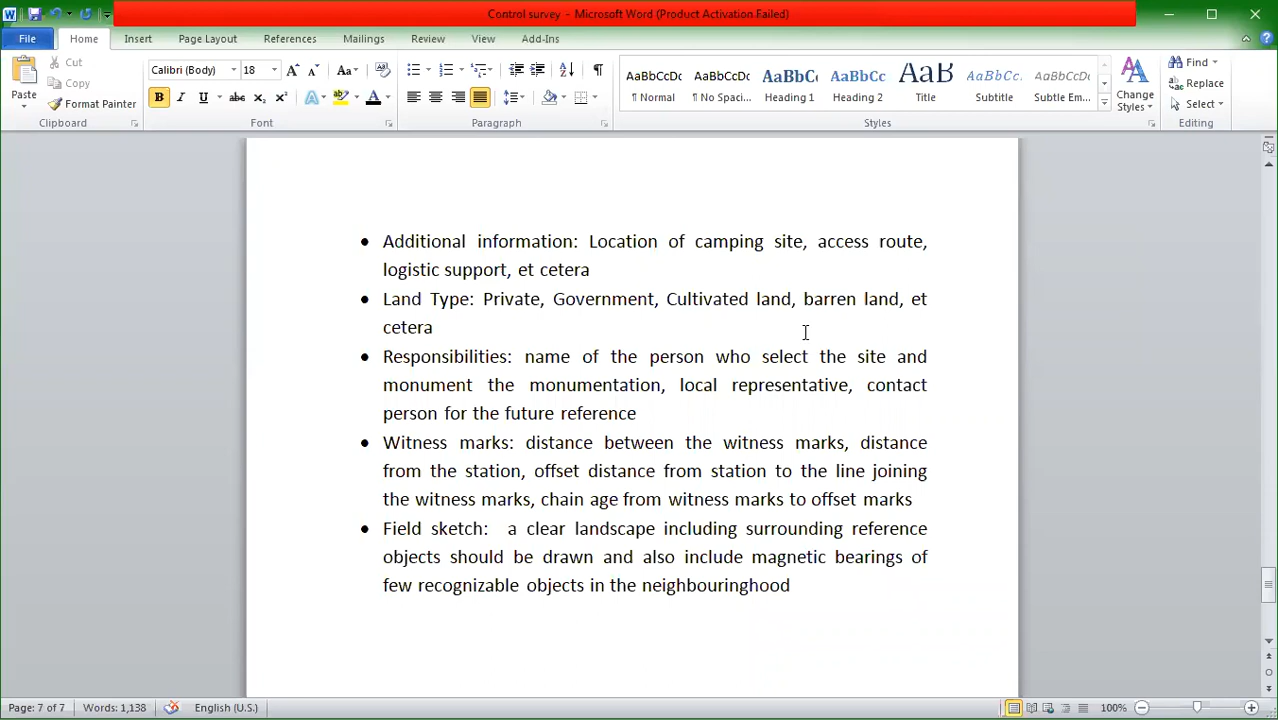 Control survey - Microsoft Word (Product Activation Failed)
File Home Insert Page Layout References Mailings Review View Add-Ins
Paste
Cut
Copy
Format Painter
Clipboard
Calibri (Body) 18
Font
Paragraph
AaBbCcDc AaBbCcDc AaBbC AaBbCc AaB AaBbCc AaBbCcDc
¶ Normal ¶ No Spaci... Heading 1 Heading 2 Title Subtitle Subtle Em...
Change
Styles
Styles
Find
Replace
Select
Editing
• Additional information: Location of camping site, access route,
logistic support, et cetera
• Land Type: Private, Government, Cultivated land, barren land, et
cetera
• Responsibilities: name of the person who select the site and
monument the monumentation, local representative, contact
person for the future reference
• Witness marks: distance between the witness marks, distance
from the station, offset distance from station to the line joining
the witness marks, chain age from witness marks to offset marks
• Field sketch: a clear landscape including surrounding reference
objects should be drawn and also include magnetic bearings of
few recognizable objects in the neighbouringhood
Page: 7 of 7 Words: 1,138 English (U.S.) 100%